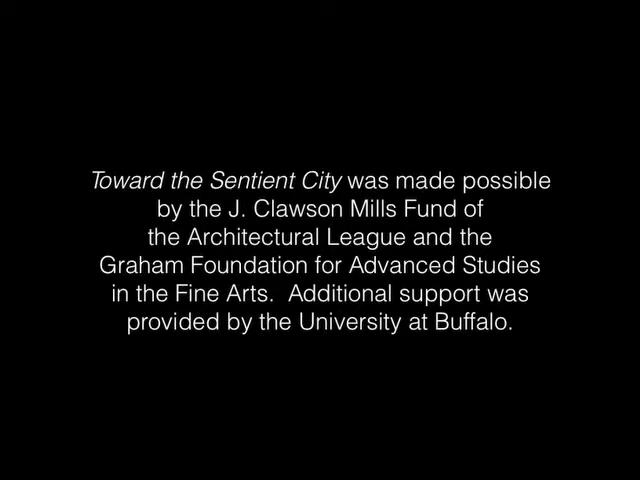 Toward the Sentient City was made possible
by the J. Clawson Mills Fund of
the Architectural League and the
Graham Foundation for Advanced Studies
in the Fine Arts.  Additional support was
provided by the University at Buffalo.